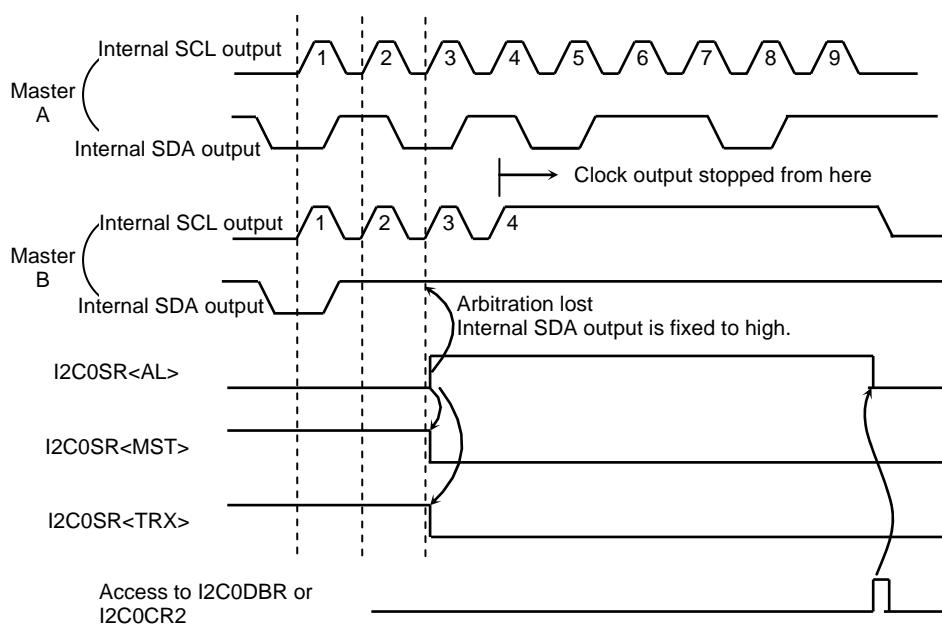 Internal SCL output
1 2 3 4 5 6 7 8 9
Master
A
Internal SDA output
Clock output stopped from here
Internal SCL output
1 2 3 4
Master
B
Internal SDA output
Arbitration lost
Internal SDA output is fixed to high.
I2C0SR<AL>
I2C0SR<MST>
I2C0SR<TRX>
Access to I2C0DBR or
I2C0CR2